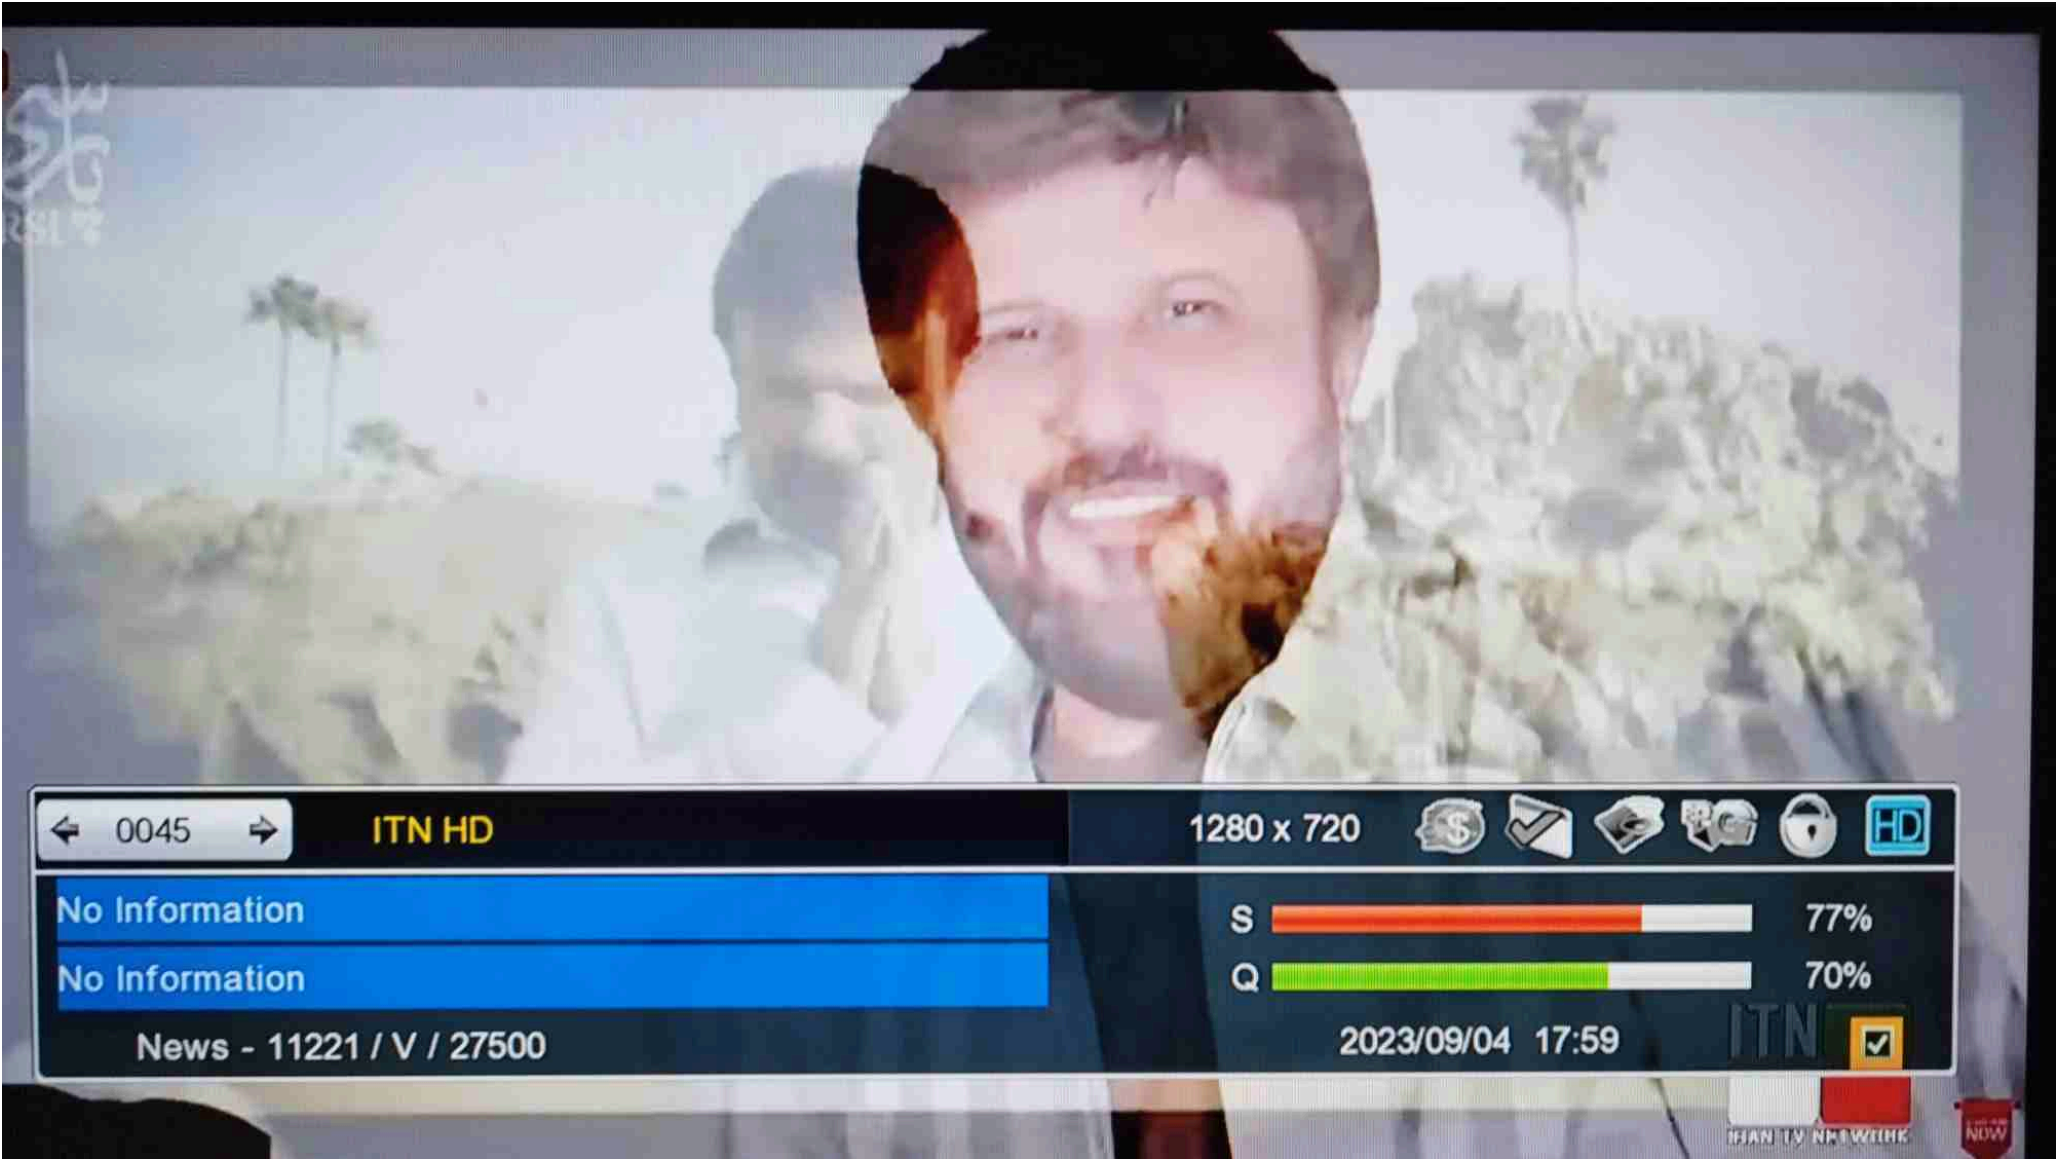 0045
ITN HD
1280 x 720
$
HD
No Information
S 77%
No Information
Q 70%
News - 11221 / V / 27500
2023/09/04 17:59
ITN
NOW